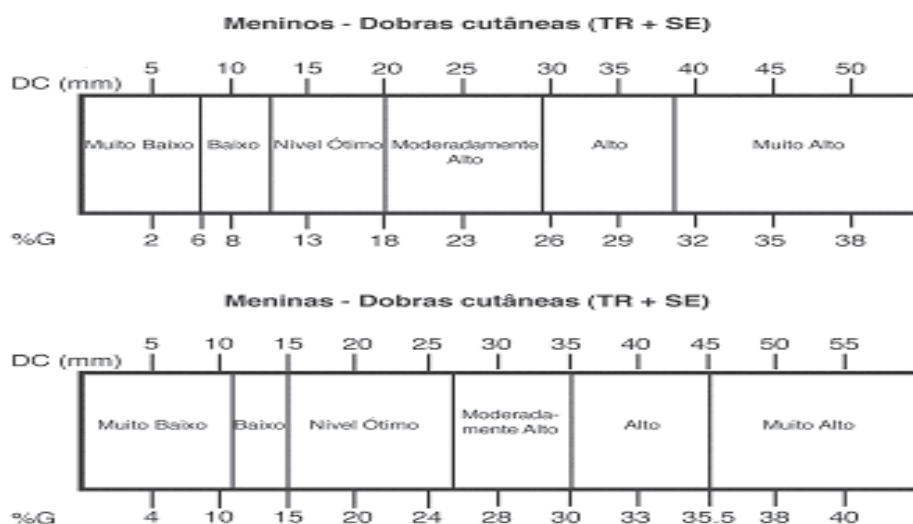 Meninos - Dobras cutâneas (TR + SE)
5 10 15 20 25 30 35 40 45 50
DC (mm)
Muito Baixo Baixo Nível Ótimo Moderadamente Alto Alto Muito Alto
%G 2 6 8 13 18 23 26 29 32 35 38
Meninas - Dobras cutâneas (TR + SE)
5 10 15 20 25 30 35 40 45 50 55
DC (mm)
Muito Baixo Baixo Nível Ótimo Moderada- mente Alto Alto Muito Alto
%G 4 10 15 20 24 28 30 33 35.5 38 40